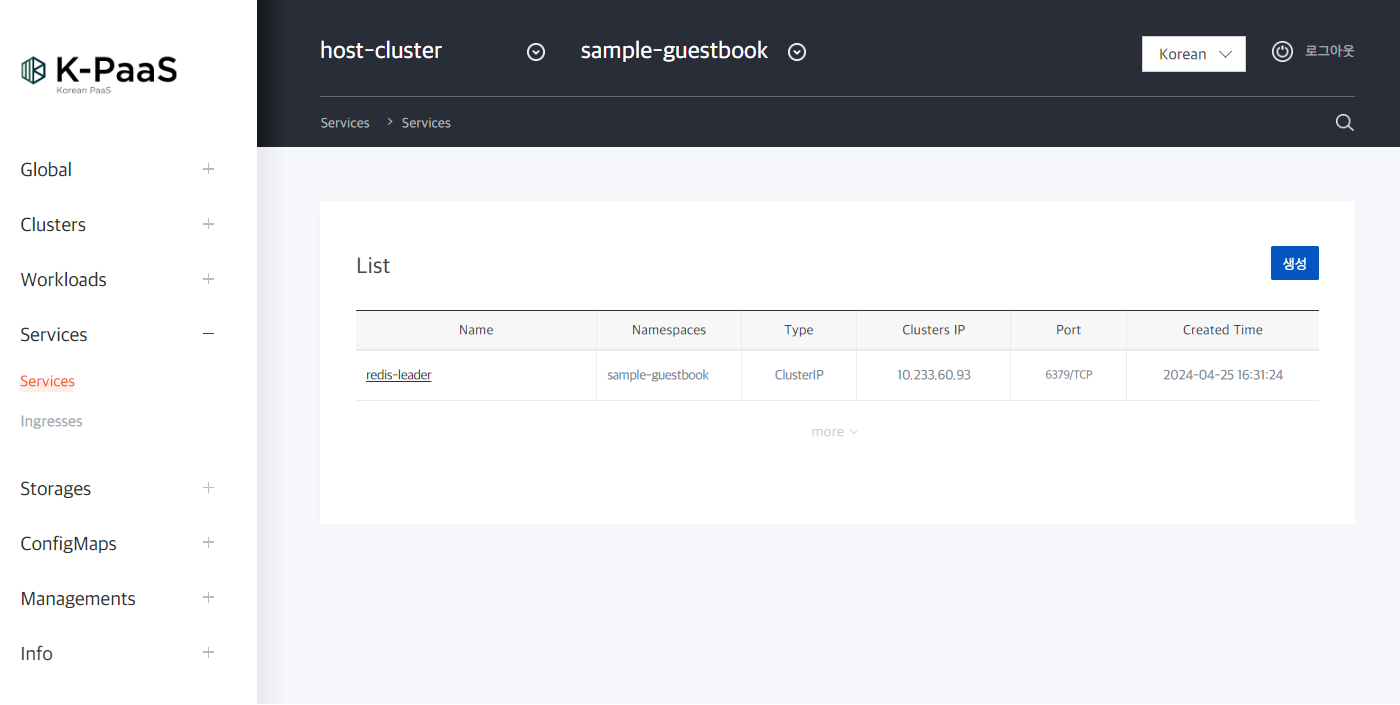 K-PaaS
Korean PaaS
host-cluster
sample-guestbook
Korean
로그아웃
Services > Services
Global
Clusters
Workloads
Services
Services
Ingresses
Storages
ConfigMaps
Managements
Info
List
생성
Name Namespaces Type Clusters IP Port Created Time
redis-leader sample-guestbook ClusterIP 10.233.60.93 6379/TCP 2024-04-25 16:31:24
more